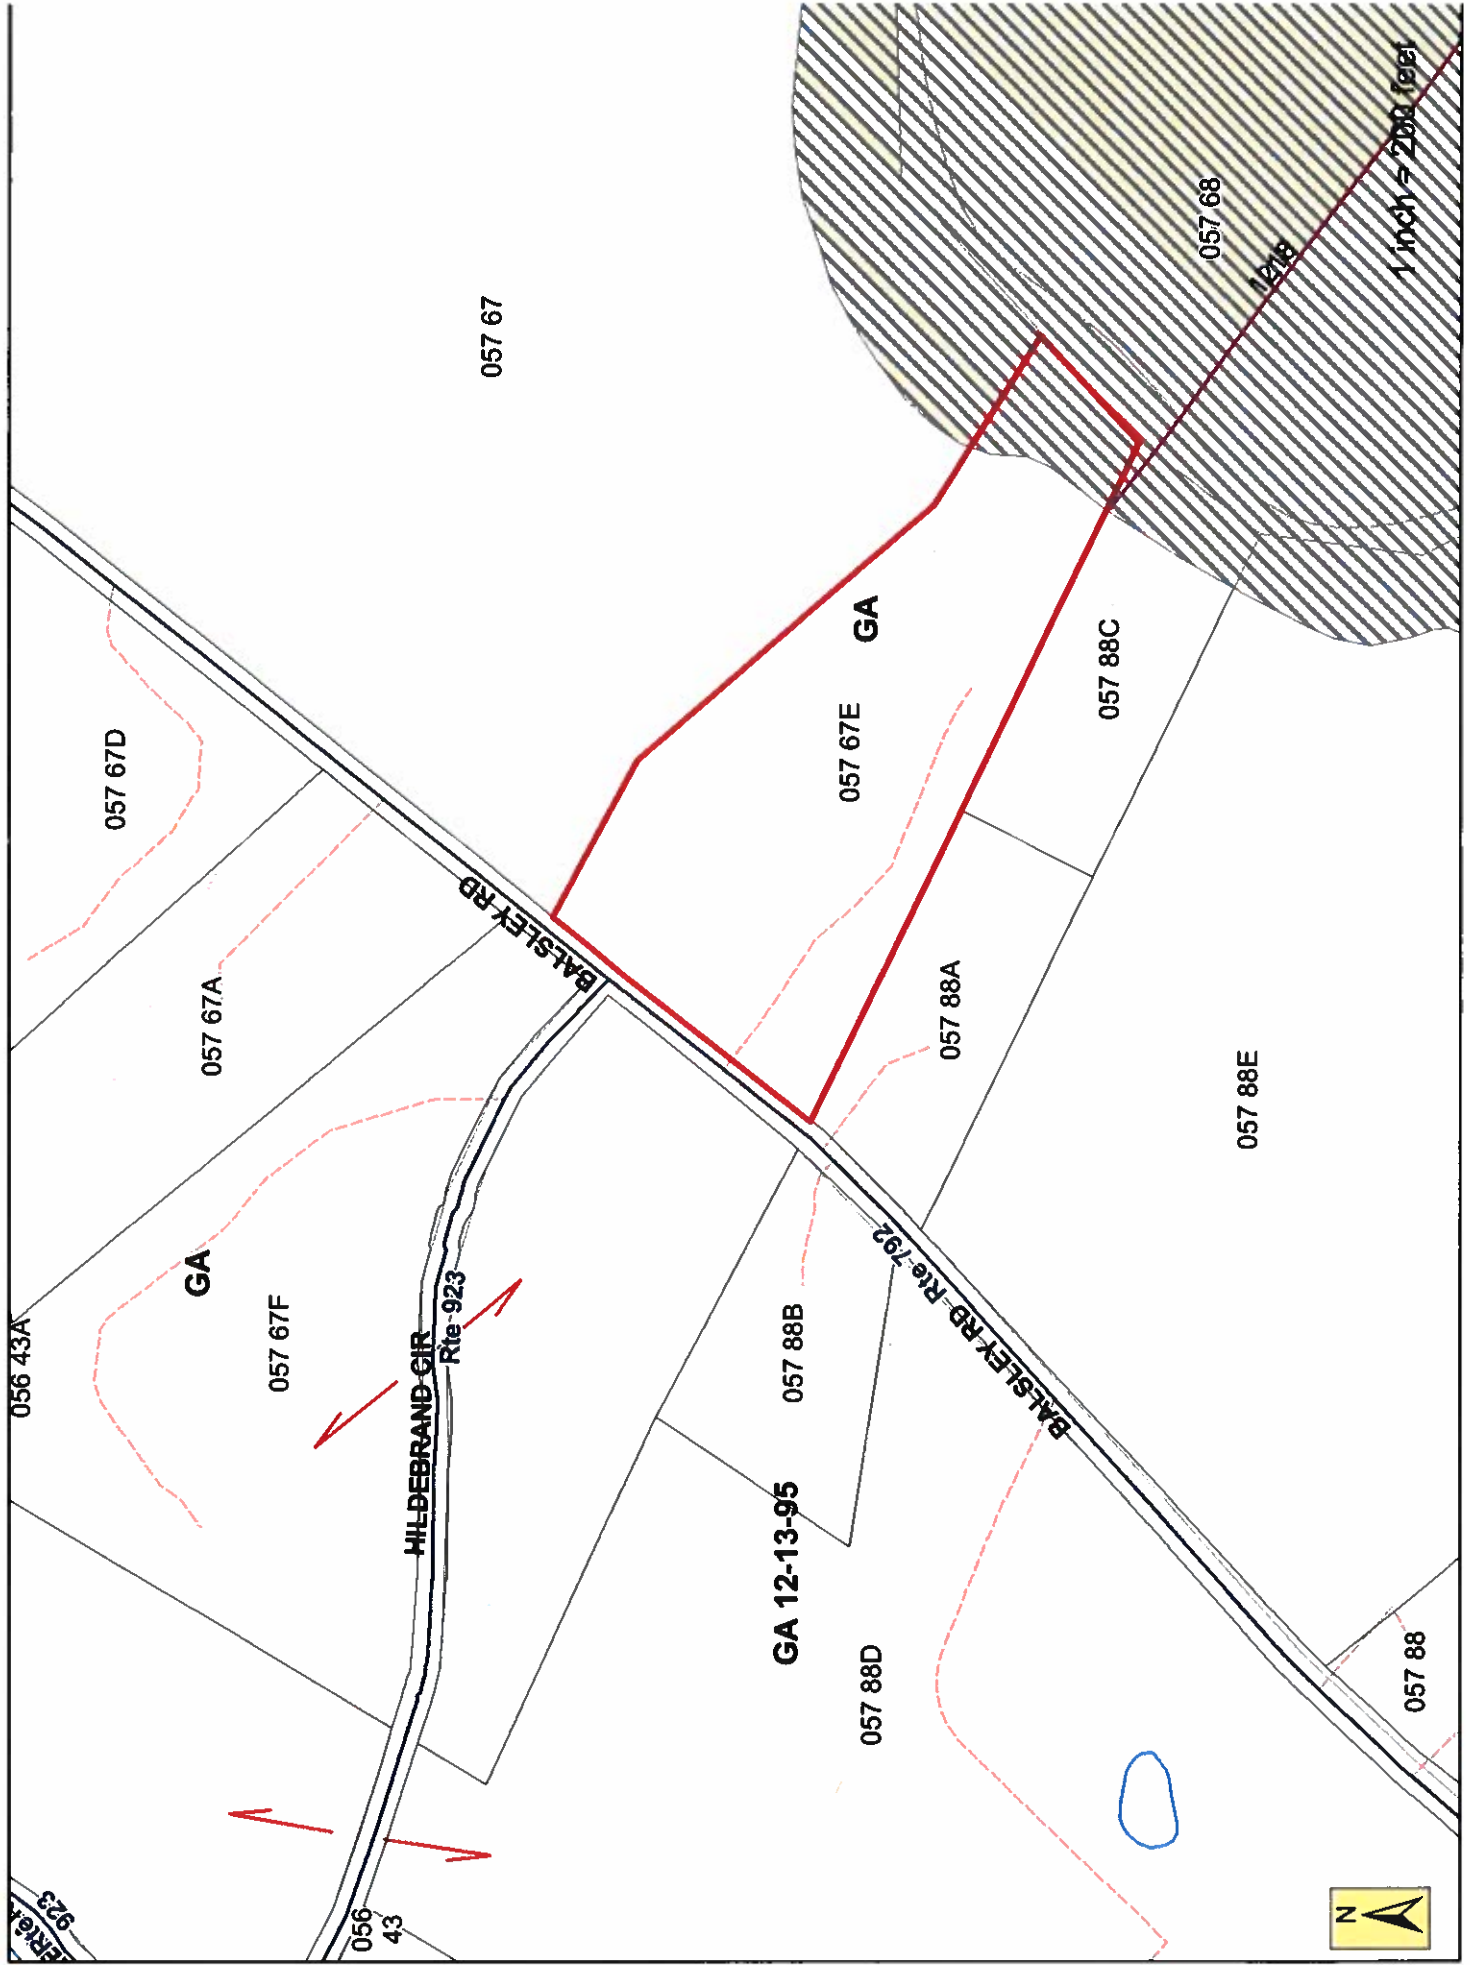 923
056
43
056 43A
GA
057 67F
HILDEBRAND CIR
Rte 923
057 67A
057 67D
BALSLEY RD
057 67
GA 12-13-95
057 88D
057 88B
BALSLEY RD Rte 792
057 88A
057 67E
GA
057 88C
057 88E
057 88
057 68
1 inch = 200 feet
N